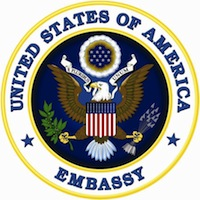 UNITED STATES OF AMERICA
EMBASSY